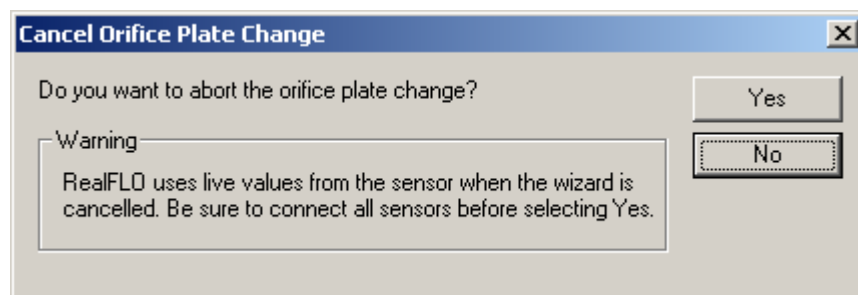 Cancel Orifice Plate Change
Do you want to abort the orifice plate change?
Yes
Warning
No
RealFLO uses live values from the sensor when the wizard is
cancelled. Be sure to connect all sensors before selecting Yes.